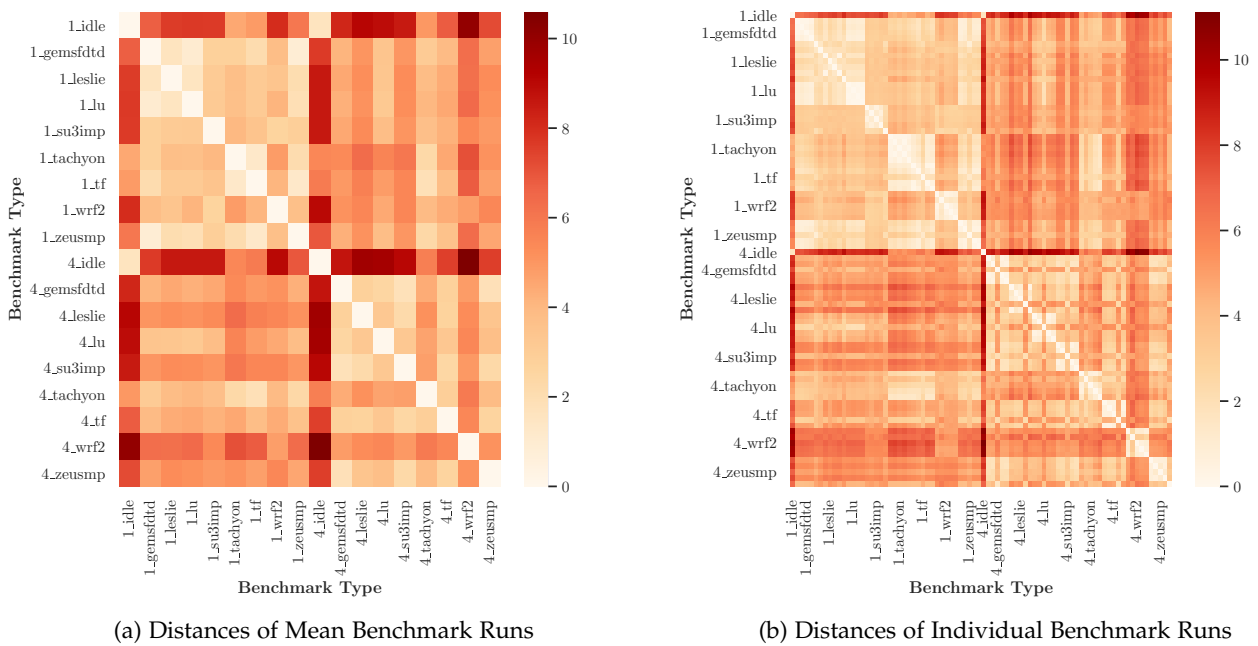 1_idle
1_gemsfdtd
1_leslie
1_lu
1_su3imp
1_tachyon
1_tf
1_wrf2
1_zeusmp
4_idle
4_gemsfdtd
4_leslie
4_lu
4_su3imp
4_tachyon
4_tf
4_wrf2
4_zeusmp
Benchmark Type
1_idle
1_gemsfdtd
1_leslie
1_lu
1_su3imp
1_tachyon
1_tf
1_wrf2
1_zeusmp
4_idle
4_gemsfdtd
4_leslie
4_lu
4_su3imp
4_tachyon
4_tf
4_wrf2
4_zeusmp
Benchmark Type
10
8
6
4
2
0
(a) Distances of Mean Benchmark Runs
1_idle
1_gemsfdtd
1_leslie
1_lu
1_su3imp
1_tachyon
1_tf
1_wrf2
1_zeusmp
4_idle
4_gemsfdtd
4_leslie
4_lu
4_su3imp
4_tachyon
4_tf
4_wrf2
4_zeusmp
Benchmark Type
1_idle
1_gemsfdtd
1_leslie
1_lu
1_su3imp
1_tachyon
1_tf
1_wrf2
1_zeusmp
4_idle
4_gemsfdtd
4_leslie
4_lu
4_su3imp
4_tachyon
4_tf
4_wrf2
4_zeusmp
Benchmark Type
10
8
6
4
2
0
(b) Distances of Individual Benchmark Runs